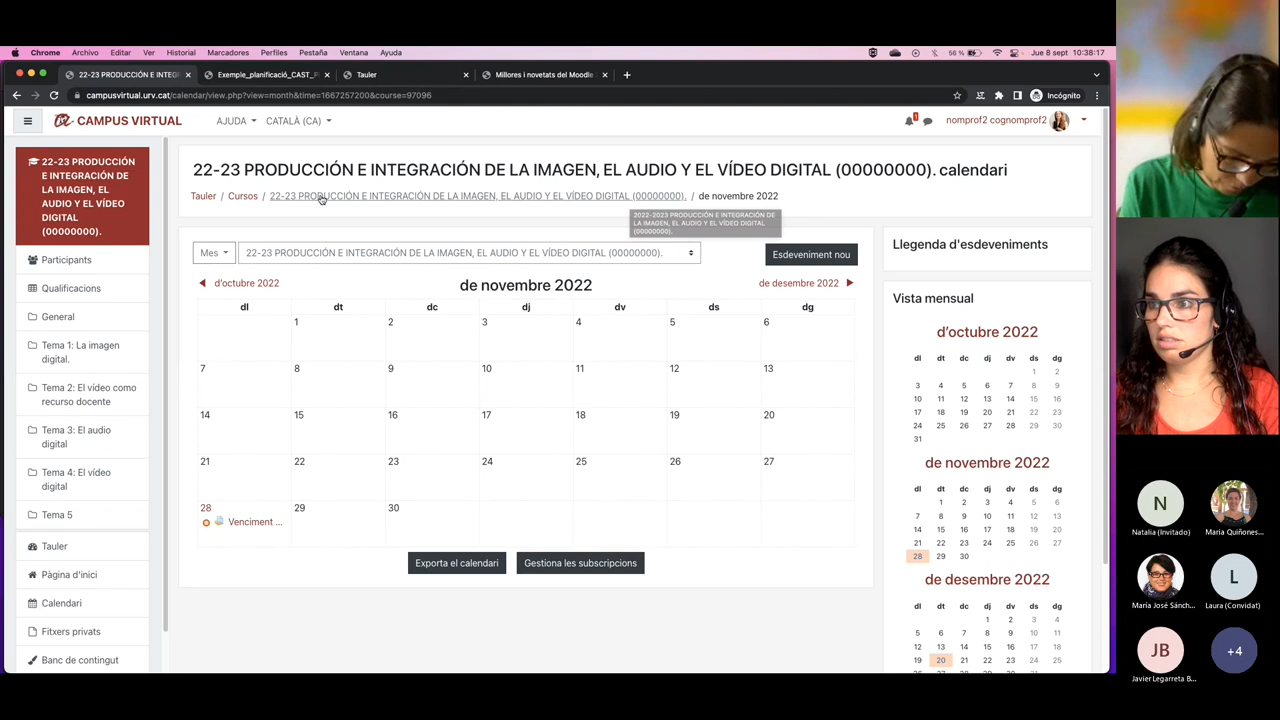 Chrome Archivo Editar Ver Historial Marcadores Perfiles Pestaña Ventana Ayuda 56 % Jue 8 sept 10:38:17
22-23 PRODUCCIÓN E INTEGR
Exemple_planificació_CAST_P
Tauler
Millores i novetats del Moodle
campusvirtual.urv.cat/calendar/view.php?view=month&time=1667257200&course=97096
Incógnito
CAMPUS VIRTUAL AJUDA CATALÀ (CA)
1
nomprof2 cognomprof2
22-23 PRODUCCIÓN
E INTEGRACIÓN DE
LA IMAGEN, EL
AUDIO Y EL VÍDEO
DIGITAL
(00000000).
Participants
Qualificacions
General
Tema 1: La imagen
digital.
Tema 2: El vídeo como
recurso docente
Tema 3: El audio
digital
Tema 4: El vídeo
digital
Tema 5
Tauler
Pàgina d'inici
Calendari
Fitxers privats
Banc de contingut
22-23 PRODUCCIÓN E INTEGRACIÓN DE LA IMAGEN, EL AUDIO Y EL VÍDEO DIGITAL (00000000). calendari
Tauler / Cursos / 22-23 PRODUCCIÓN E INTEGRACIÓN DE LA IMAGEN, EL AUDIO Y EL VÍDEO DIGITAL (00000000). / de novembre 2022
2022-2023 PRODUCCIÓN E INTEGRACIÓN DE
LA IMAGEN, EL AUDIO Y EL VÍDEO DIGITAL
(00000000).
Mes
22-23 PRODUCCIÓN E INTEGRACIÓN DE LA IMAGEN, EL AUDIO Y EL VÍDEO DIGITAL (00000000).
Esdeveniment nou
d'octubre 2022
de novembre 2022
de desembre 2022
dl dt dc dj dv ds dg
1 2 3 4 5 6
7 8 9 10 11 12 13
14 15 16 17 18 19 20
21 22 23 24 25 26 27
28 29 30
Venciment ...
Exporta el calendari
Gestiona les subscripcions
Llegenda d'esdeveniments
Vista mensual
d'octubre 2022
dl dt dc dj dv ds dg
1 2
3 4 5 6 7 8 9
10 11 12 13 14 15 16
17 18 19 20 21 22 23
24 25 26 27 28 29 30
31
de novembre 2022
dl dt dc dj dv ds dg
1 2 3 4 5 6
7 8 9 10 11 12 13
14 15 16 17 18 19 20
21 22 23 24 25 26 27
28 29 30
de desembre 2022
dl dt dc dj dv ds dg
1 2 3 4
5 6 7 8 9 10 11
12 13 14 15 16 17 18
19 20 21 22 23 24 25
N
Natalia (Invitado)
Maria Quiñones...
María José Sánch...
L
Laura (Convidat)
JB
Javier Legarreta B...
+4